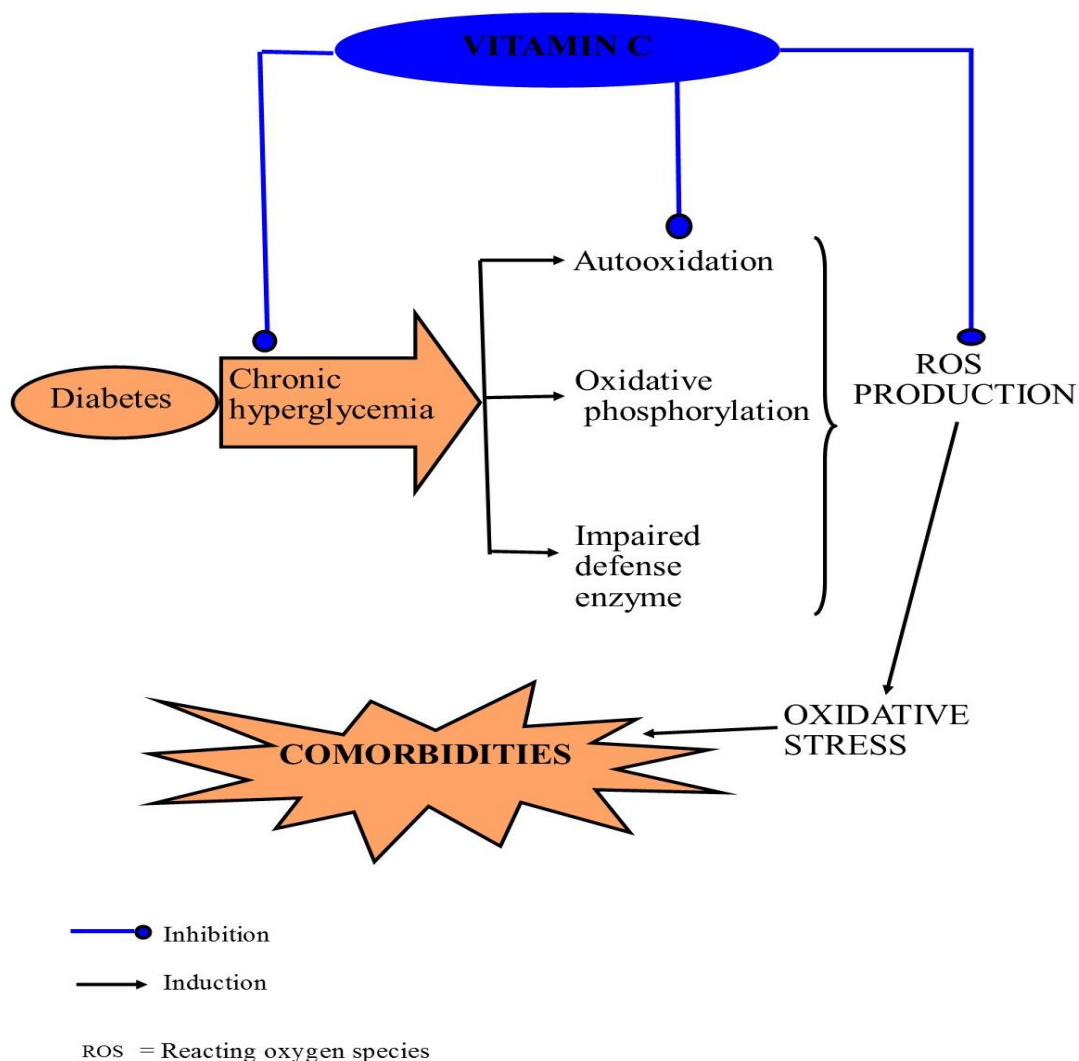 VITAMIN C
Autooxidation
Diabetes
Chronic
hyperglycemia
Oxidative
phosphorylation
ROS
PRODUCTION
Impaired
defense
enzyme
OXIDATIVE
STRESS
COMORBIDITIES
Inhibition
Induction
ROS = Reacting oxygen species